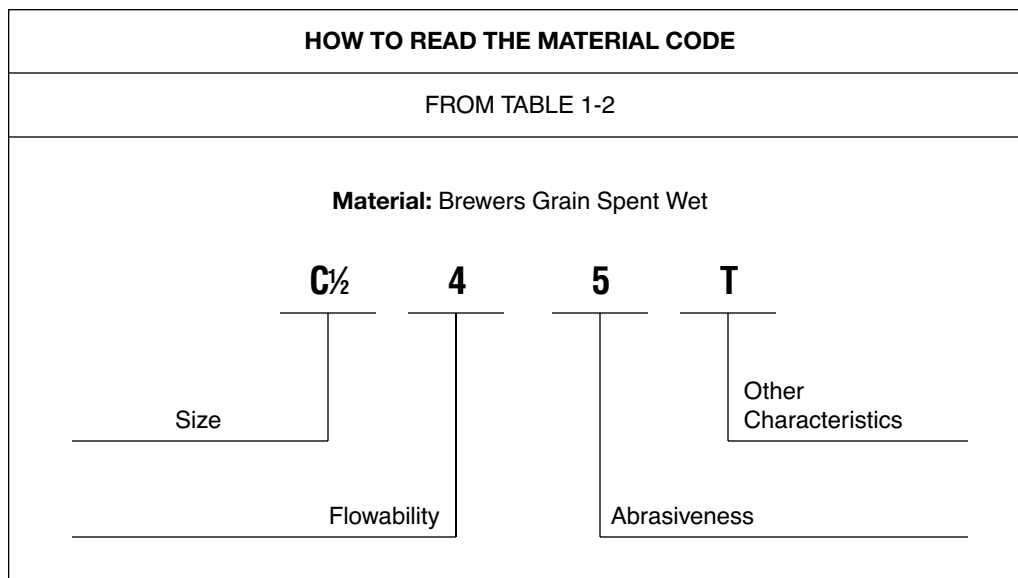 HOW TO READ THE MATERIAL CODE
FROM TABLE 1-2
Material: Brewers Grain Spent Wet
C½ 4 5 T
Size
Other
Characteristics
Flowability
Abrasiveness